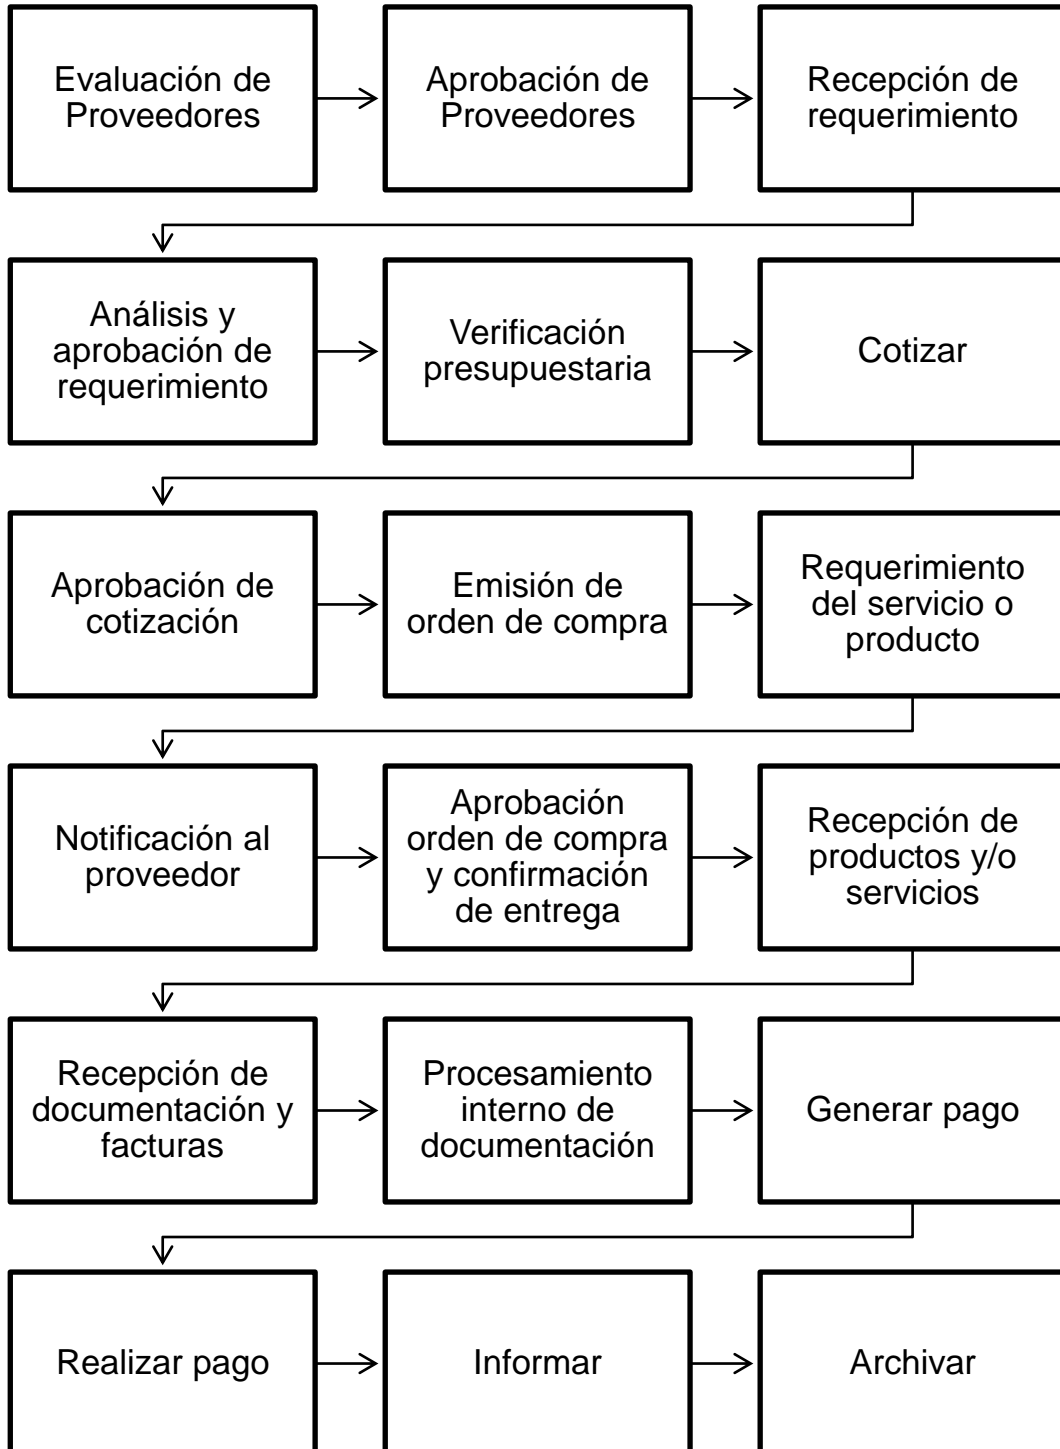 Evaluación de
Proveedores
Aprobación de
Proveedores
Recepción de
requerimiento
Análisis y
aprobación de
requerimiento
Verificación
presupuestaria
Cotizar
Aprobación de
cotización
Emisión de
orden de compra
Requerimiento
del servicio o
producto
Notificación al
proveedor
Aprobación
orden de compra
y confirmación
de entrega
Recepción de
productos y/o
servicios
Recepción de
documentación y
facturas
Procesamiento
interno de
documentación
Generar pago
Realizar pago
Informar
Archivar